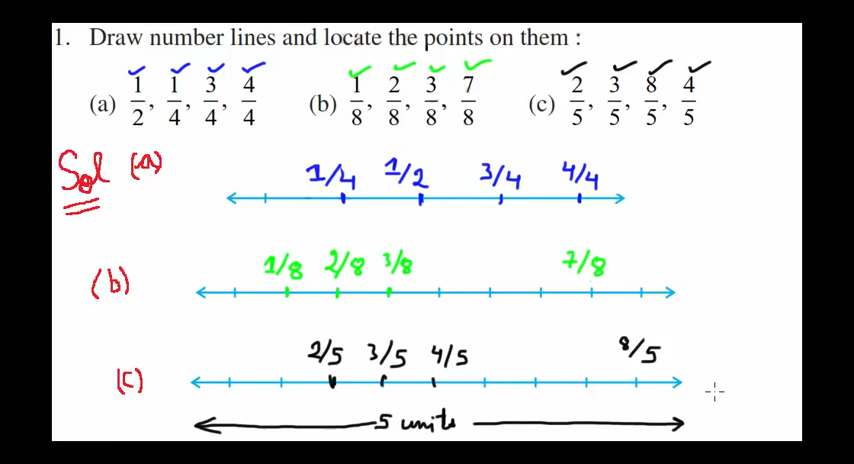 1. Draw number lines and locate the points on them :
(a) 1/2, 1/4, 3/4, 4/4 (b) 1/8, 2/8, 3/8, 7/8 (c) 2/5, 3/5, 8/5, 4/5
Sol (a) 1/4 1/2 3/4 4/4
(b) 1/8 2/8 3/8 7/8
(c) 2/5 3/5 4/5 8/5
5 units